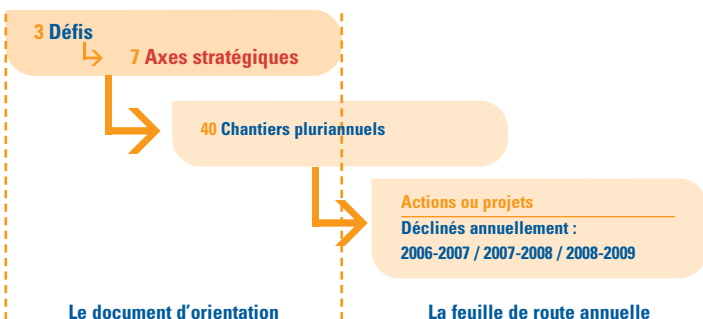 3 Défis
7 Axes stratégiques
40 Chantiers pluriannuels
Actions ou projets
Déclinés annuellement :
2006-2007 / 2007-2008 / 2008-2009
Le document d'orientation
La feuille de route annuelle